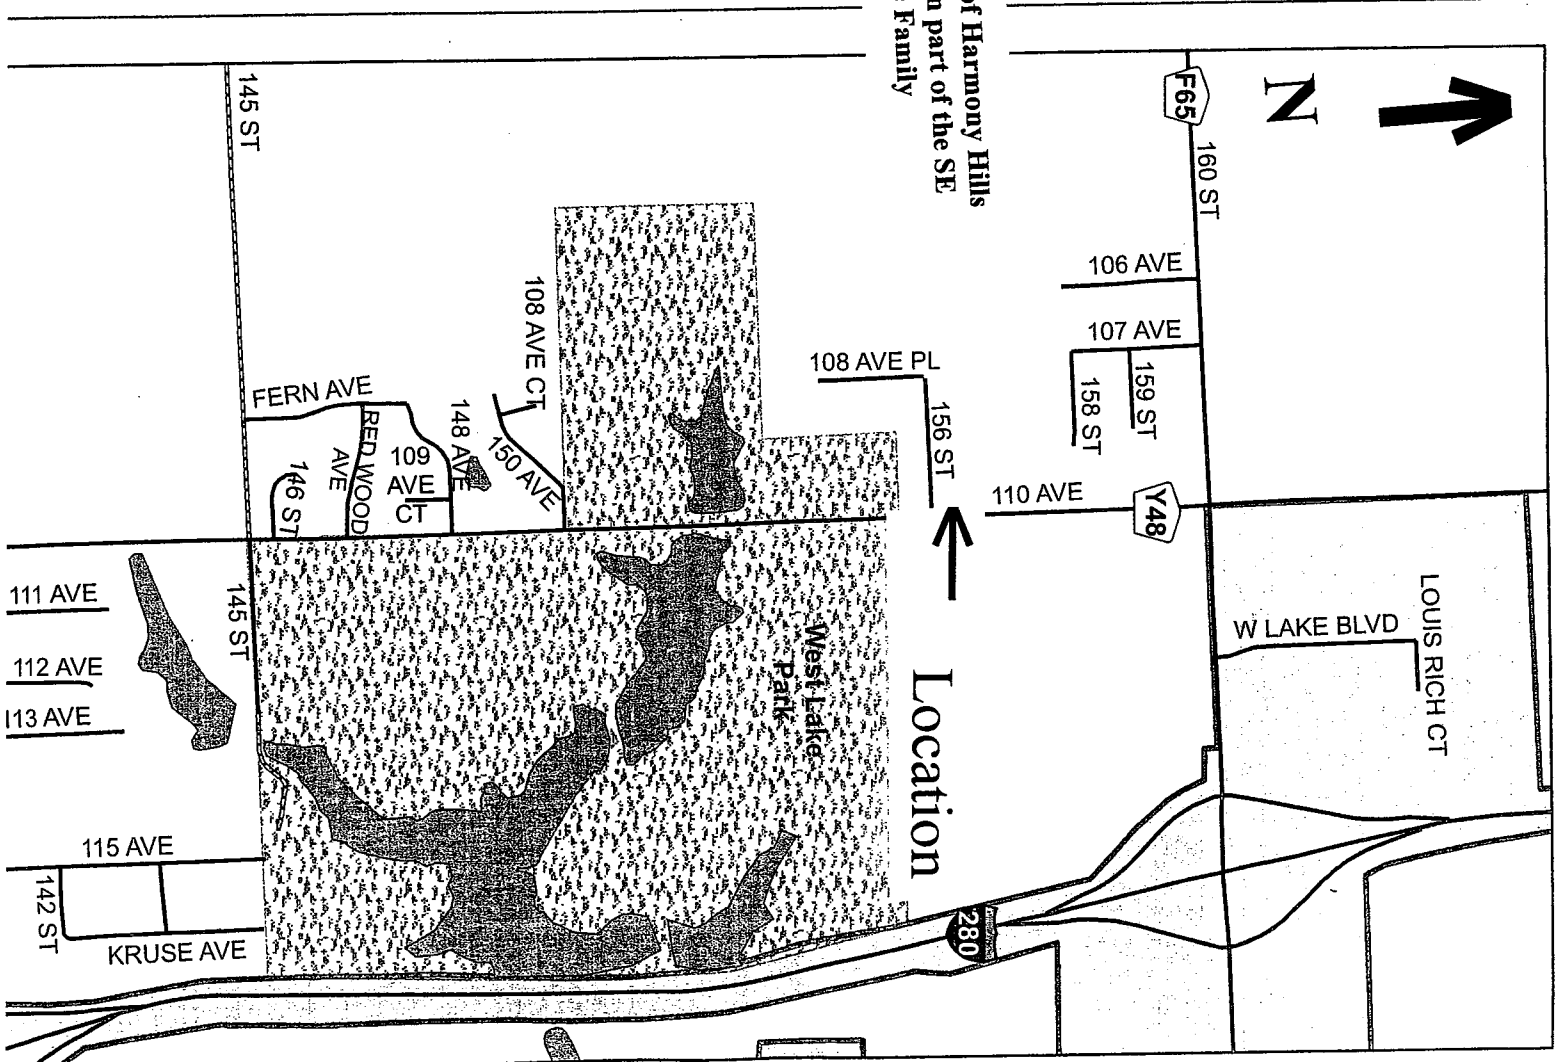 of Harmony Hills
part of the SE
Family
N
F65
160 ST
145 ST
106 AVE
107 AVE
159 ST
158 ST
108 AVE PL
156 ST
108 AVE CT
150 AVE
148 AVE
FERN AVE
RED WOOD
AVE
109
AVE
CT
146 ST
110 AVE
Y48
LOUIS RICH CT
W LAKE BLVD
Location
West Lake
Park
145 ST
111 AVE
112 AVE
113 AVE
115 AVE
142 ST
KRUSE AVE
280